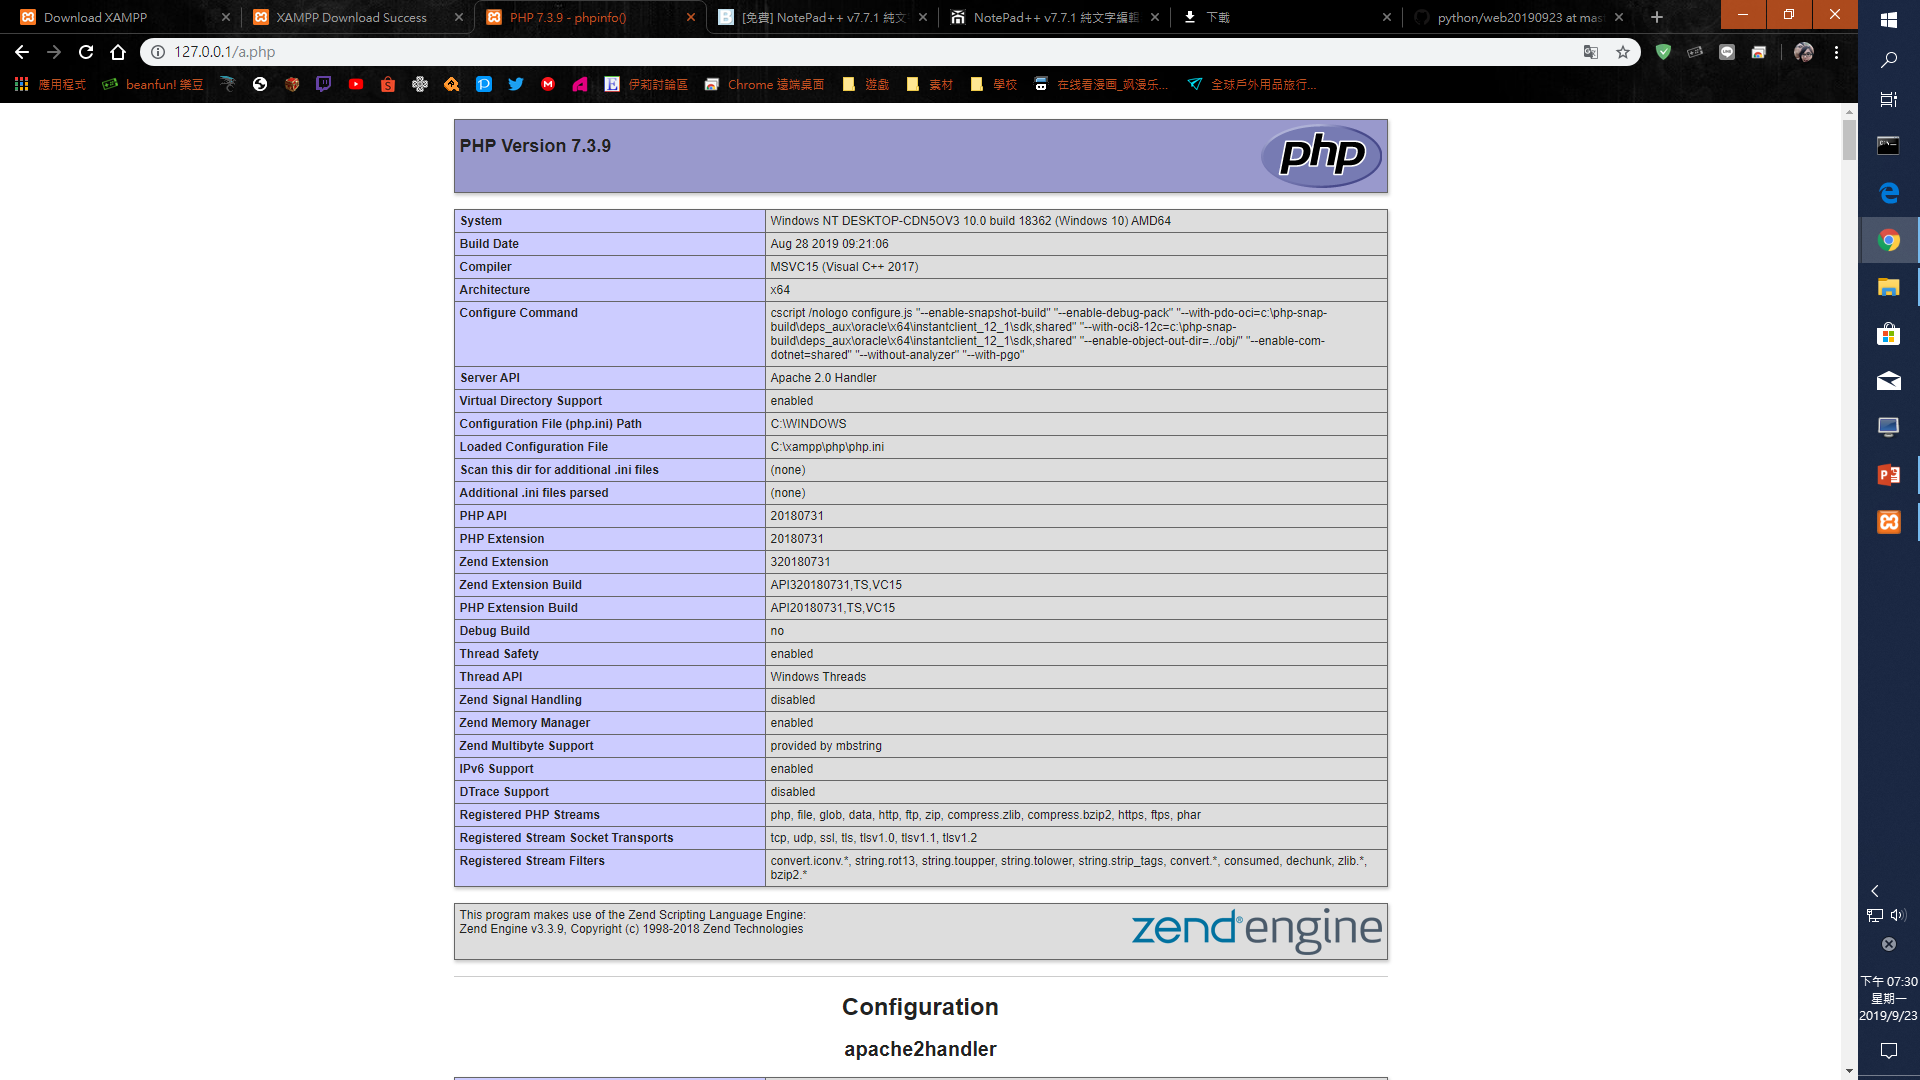 Download XAMPP
XAMPP Download Success
PHP 7.3.9 - phpinfo()
[免費] NotePad++ v7.7.1 純文
NotePad++ v7.7.1 純文字編輯
下載
python/web20190923 at mas
127.0.0.1/a.php
應用程式
beanfun! 樂豆
伊莉討論區
Chrome 遠端桌面
遊戲
素材
學校
在线看漫画_飒漫乐...
全球戶外用品旅行...
PHP Version 7.3.9
php
System Windows NT DESKTOP-CDN5OV3 10.0 build 18362 (Windows 10) AMD64
Build Date Aug 28 2019 09:21:06
Compiler MSVC15 (Visual C++ 2017)
Architecture x64
Configure Command cscript /nologo configure.js "--enable-snapshot-build" "--enable-debug-pack" "--with-pdo-oci=c:\php-snap-
build\deps_aux\oracle\x64\instantclient_12_1\sdk,shared" "--with-oci8-12c=c:\php-snap-
build\deps_aux\oracle\x64\instantclient_12_1\sdk,shared" "--enable-object-out-dir=../obj/" "--enable-com-
dotnet=shared" "--without-analyzer" "--with-pgo"
Server API Apache 2.0 Handler
Virtual Directory Support enabled
Configuration File (php.ini) Path C:\WINDOWS
Loaded Configuration File C:\xampp\php\php.ini
Scan this dir for additional .ini files (none)
Additional .ini files parsed (none)
PHP API 20180731
PHP Extension 20180731
Zend Extension 320180731
Zend Extension Build API320180731,TS,VC15
PHP Extension Build API20180731,TS,VC15
Debug Build no
Thread Safety enabled
Thread API Windows Threads
Zend Signal Handling disabled
Zend Memory Manager enabled
Zend Multibyte Support provided by mbstring
IPv6 Support enabled
DTrace Support disabled
Registered PHP Streams php, file, glob, data, http, ftp, zip, compress.zlib, compress.bzip2, https, ftps, phar
Registered Stream Socket Transports tcp, udp, ssl, tls, tlsv1.0, tlsv1.1, tlsv1.2
Registered Stream Filters convert.iconv.*, string.rot13, string.toupper, string.tolower, string.strip_tags, convert.*, consumed, dechunk, zlib.*,
bzip2.*
This program makes use of the Zend Scripting Language Engine:
Zend Engine v3.3.9, Copyright (c) 1998-2018 Zend Technologies
zend® engine
Configuration
apache2handler
下午 07:30
星期一
2019/9/23